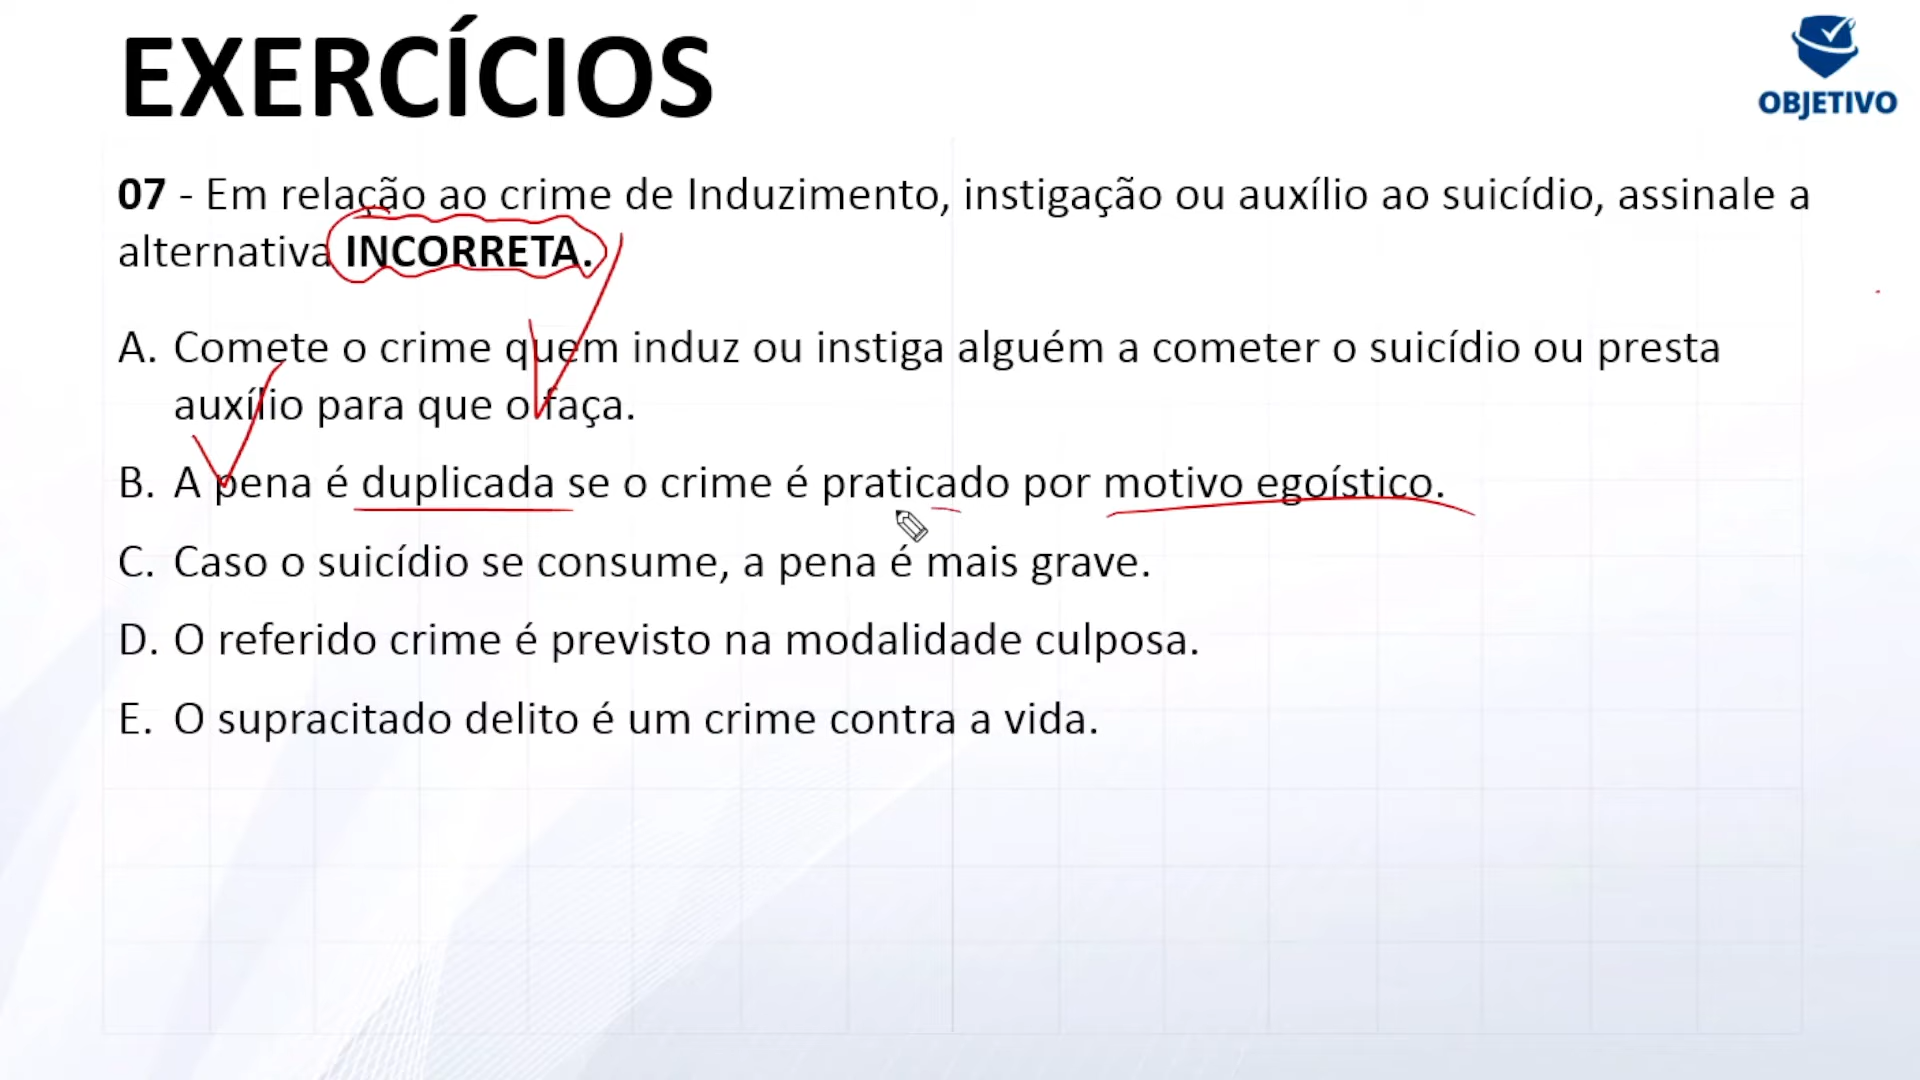 EXERCÍCIOS
OBJETIVO
07 - Em relação ao crime de Induzimento, instigação ou auxílio ao suicídio, assinale a
alternativa INCORRETA.
A. Comete o crime quem induz ou instiga alguém a cometer o suicídio ou presta
auxílio para que o faça.
B. A pena é duplicada se o crime é praticado por motivo egoístico.
C. Caso o suicídio se consume, a pena é mais grave.
D. O referido crime é previsto na modalidade culposa.
E. O supracitado delito é um crime contra a vida.